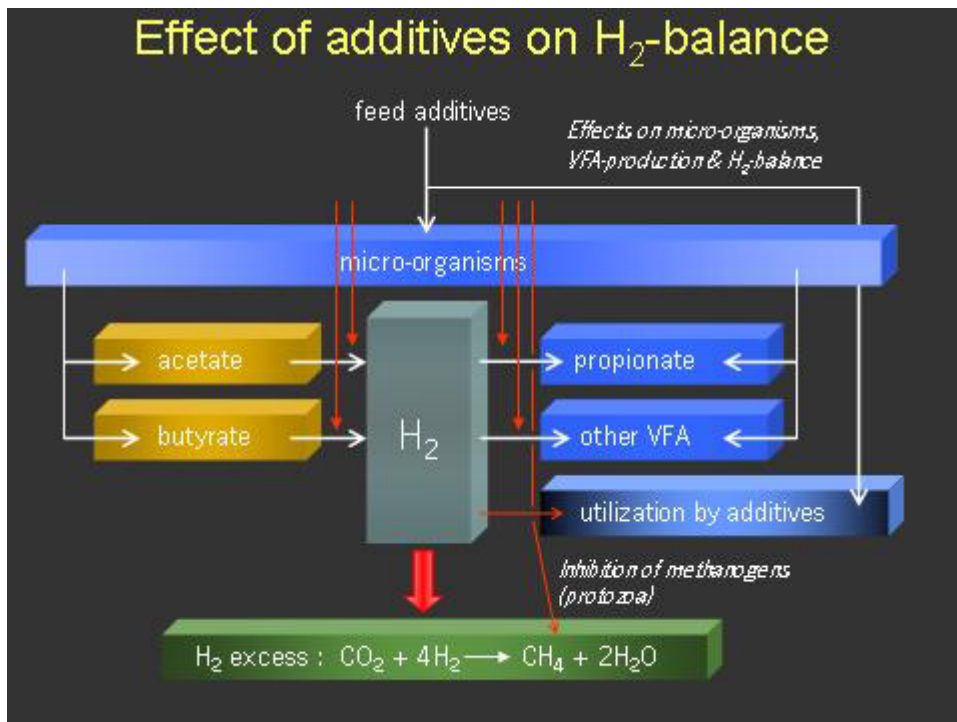 Effect of additives on H₂-balance
feed additives
Effects on micro-organisms,
VFA-production & H₂-balance
micro-organisms
acetate
propionate
butyrate
H₂
other VFA
utilization by additives
Inhibition of methanogens
(protozoa)
H₂ excess : CO₂ + 4H₂ → CH₄ + 2H₂O